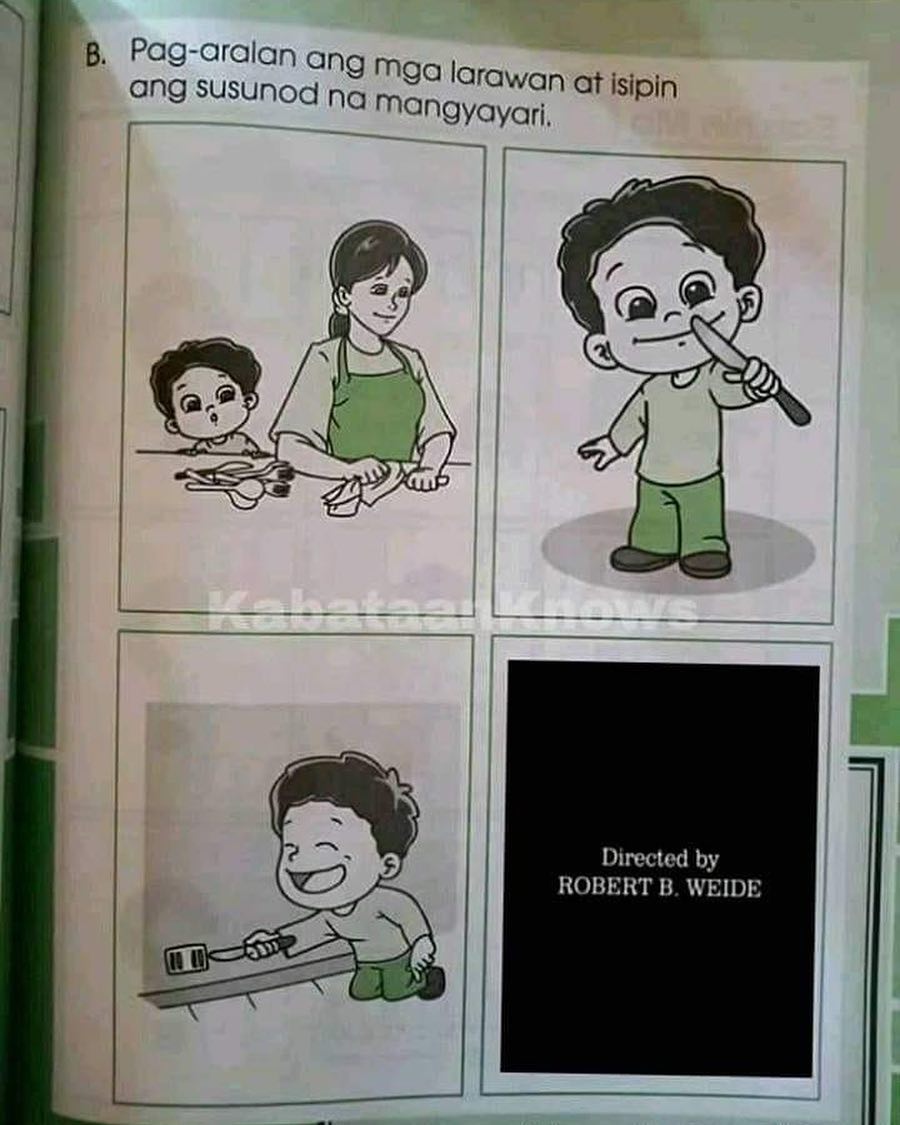 B. Pag-aralan ang mga larawan at isipin
ang susunod na mangyayari.
KabataanKnows
Directed by
ROBERT B. WEIDE